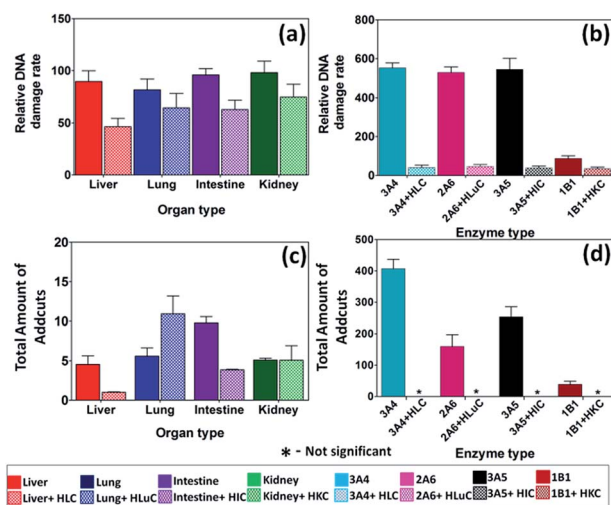 (a)
Relative DNA
damage rate
150
100
50
0
Liver Lung Intestine Kidney
Organ type
(b)
Relative DNA
damage rate
800
600
400
200
0
3A4 3A4+HLC 2A6 2A6+HLuC 3A5 3A5+HIC 1B1 1B1+HKC
Enzyme type
(c)
Total Amount of
Addcuts
20
15
10
5
0
Liver Lung Intestine Kidney
Organ type
(d)
Total Amount of
Addcuts
500
400
300
200
100
0
* * * *
3A4 3A4+HLC 2A6 2A6+HLuC 3A5 3A5+HIC 1B1 1B1+HKC
Enzyme type
* - Not significant
Liver Lung Intestine Kidney 3A4 2A6 3A5 1B1
Liver+ HLC Lung+ HLuC Intestine+ HIC Kidney+ HKC 3A4+ HLC 2A6+ HLuC 3A5+ HIC 1B1+ HKC